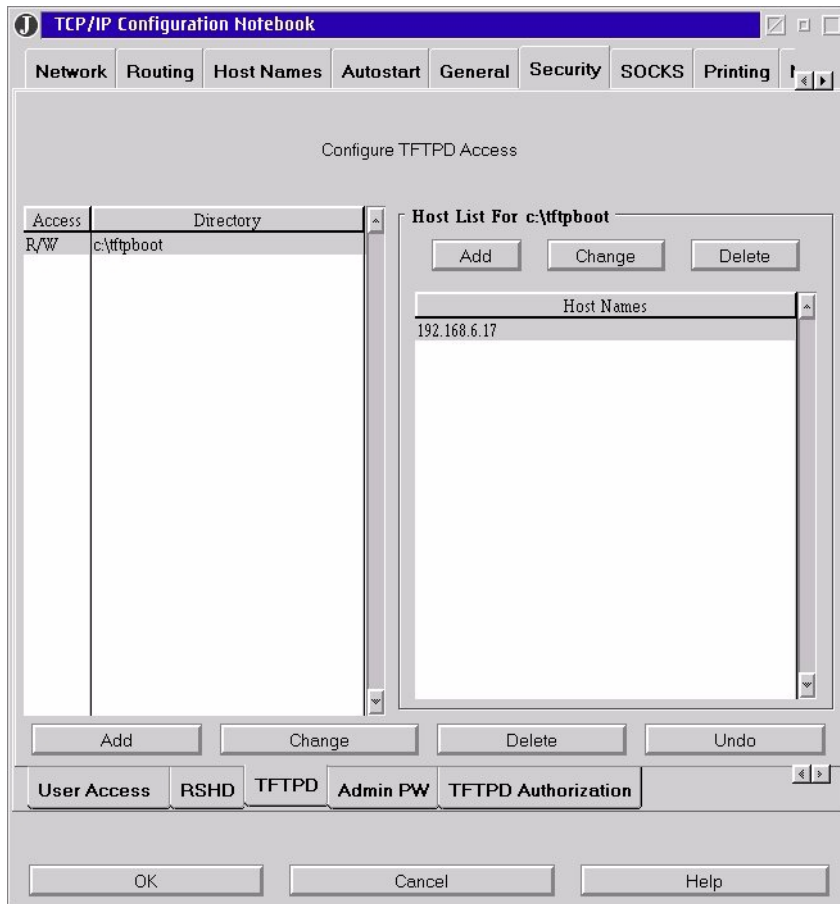 J TCP/IP Configuration Notebook
Network Routing Host Names Autostart General Security SOCKS Printing
Configure TFTPD Access
Access Directory
R/W c:\tftpboot
Host List For c:\tftpboot
Add Change Delete
Host Names
192.168.6.17
Add Change Delete Undo
User Access RSHD TFTPD Admin PW TFTPD Authorization
OK Cancel Help